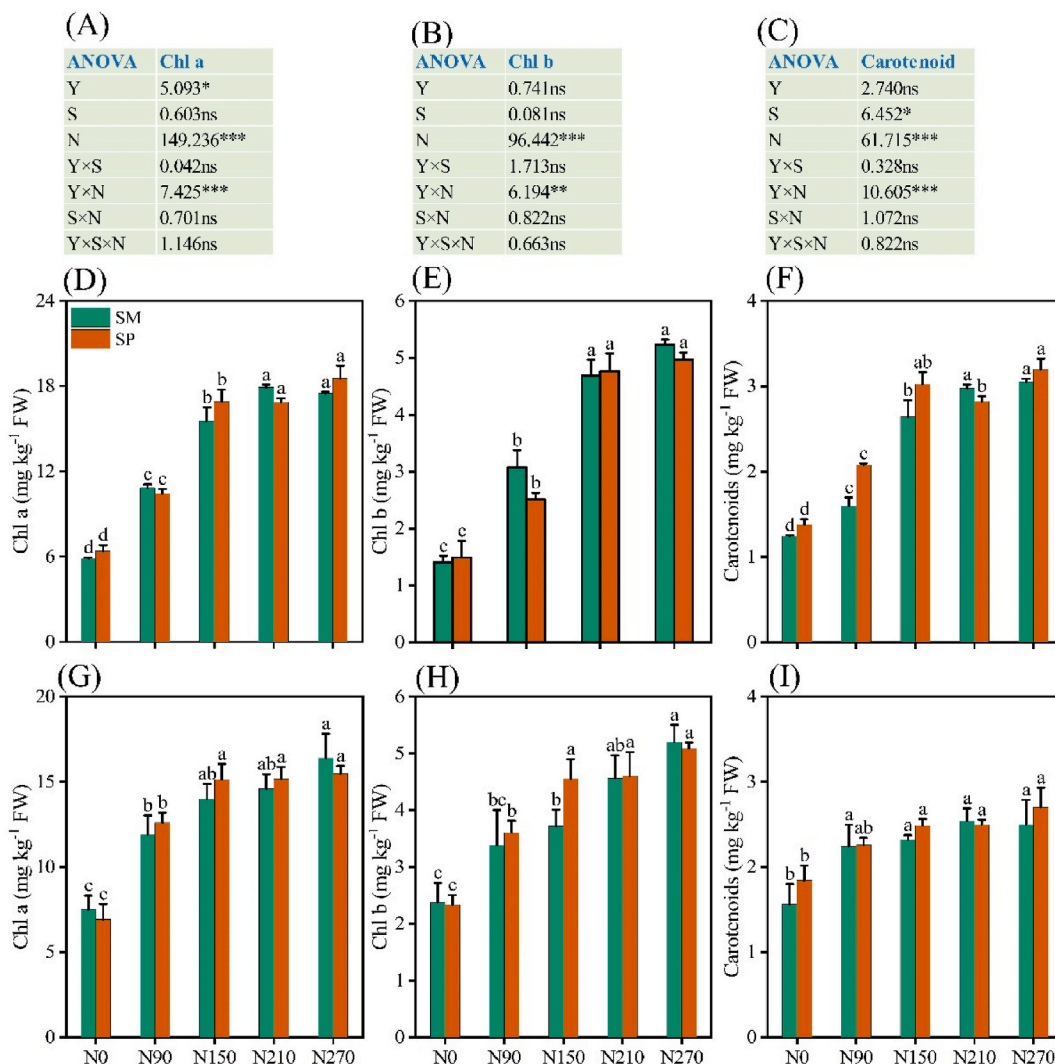 (A)
ANOVA Chl a
Y 5.093*
S 0.603ns
N 149.236***
Y×S 0.042ns
Y×N 7.425***
S×N 0.701ns
Y×S×N 1.146ns
(B)
ANOVA Chl b
Y 0.741ns
S 0.081ns
N 96.442***
Y×S 1.713ns
Y×N 6.194**
S×N 0.822ns
Y×S×N 0.663ns
(C)
ANOVA Carotenoid
Y 2.740ns
S 6.452*
N 61.715***
Y×S 0.328ns
Y×N 10.605***
S×N 1.072ns
Y×S×N 0.822ns
(D)
Chl a (mg kg⁻¹ FW)
24
18
12
6
0
SM
SP
d d c c b b a a a a
(E)
Chl b (mg kg⁻¹ FW)
6
5
4
3
2
1
0
c c b b a a a a
(F)
Carotenoids (mg kg⁻¹ FW)
4
3
2
1
0
d d c c b ab a b a a
(G)
Chl a (mg kg⁻¹ FW)
20
15
10
5
0
c c b b ab a ab a a a
N0 N90 N150 N210 N270
(H)
Chl b (mg kg⁻¹ FW)
6
5
4
3
2
1
0
c c bc b b a ab a a a
N0 N90 N150 N210 N270
(I)
Carotenoids (mg kg⁻¹ FW)
4
3
2
1
0
b b a ab a a a a a a
N0 N90 N150 N210 N270